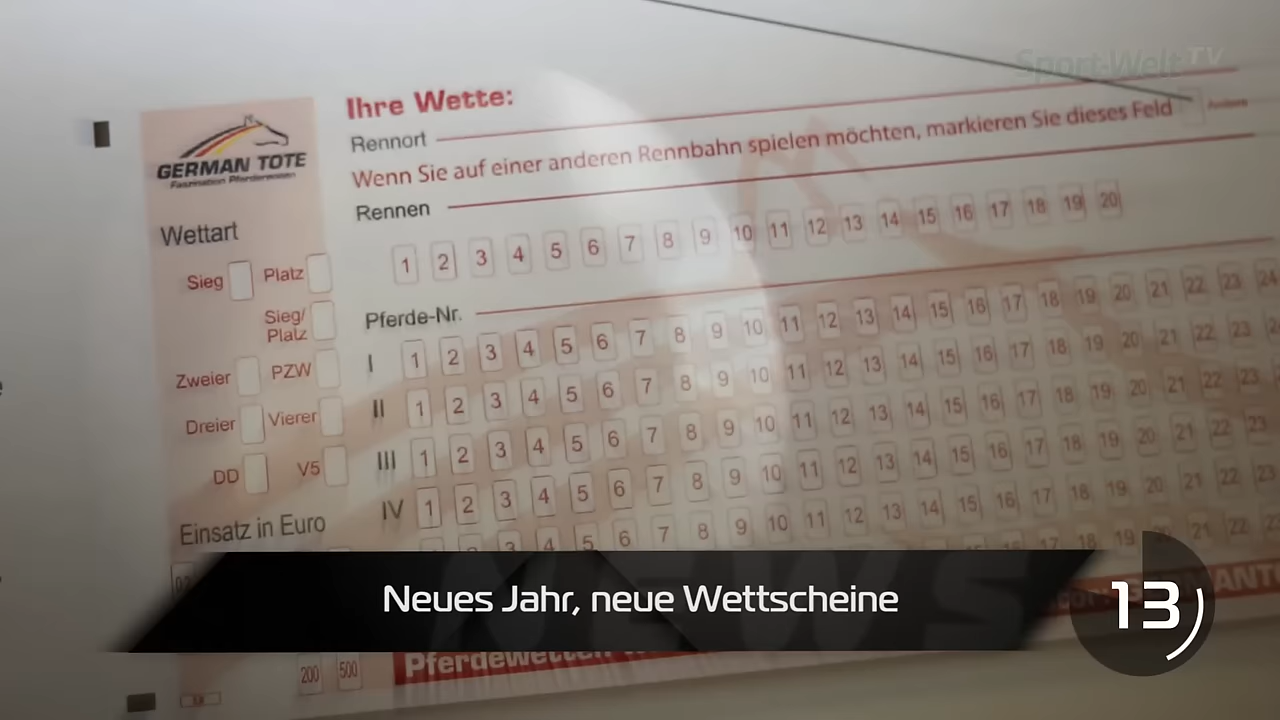 Sport-Welt TV
Ihre Wette:
Rennort
Wenn Sie auf einer anderen Rennbahn spielen möchten, markieren Sie dieses Feld
GERMAN TOTE
Faszination Pferdewetten
Rennen
1 2 3 4 5 6 7 8 9 10 11 12 13 14 15 16 17 18 19 20
Wettart
Sieg Platz
Sieg/
Platz
Zweier PZW
Dreier Vierer
DD V5
Pferde-Nr.
I 1 2 3 4 5 6 7 8 9 10 11 12 13 14 15 16 17 18 19 20 21 22 23 24
II 1 2 3 4 5 6 7 8 9 10 11 12 13 14 15 16 17 18 19 20 21 22 23
III 1 2 3 4 5 6 7 8 9 10 11 12 13 14 15 16 17 18 19 20 21 22 23
IV 1 2 3 4 5 6 7 8 9 10 11 12 13 14 15 16 17 18 19 20 21 22 23
3 4 5 6 7 8 9 10 11 12 13 14 15 16 17 18 19 20 21 22 23
Einsatz in Euro
NEWS
Neues Jahr, neue Wettscheine
13
200 500
Pferdewetten